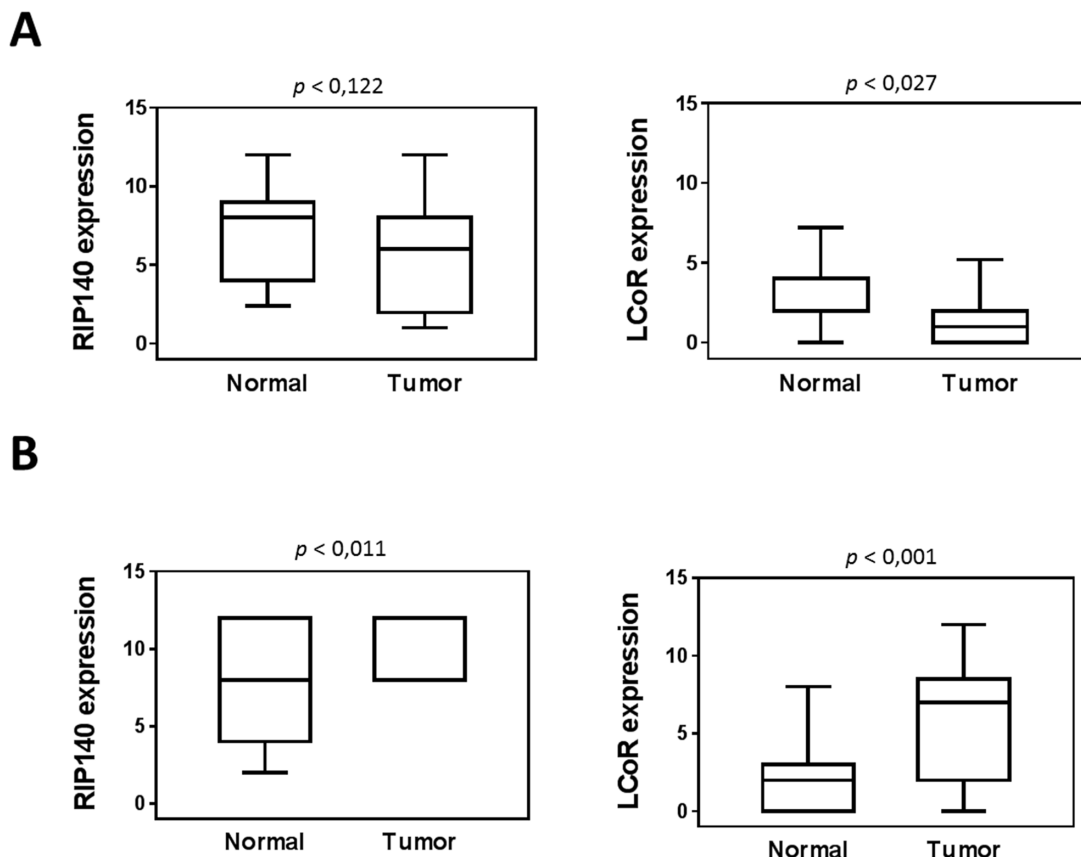 A
p < 0,122
RIP140 expression
15
10
5
0
Normal Tumor
p < 0,027
LCoR expression
15
10
5
0
Normal Tumor
B
p < 0,011
RIP140 expression
15
10
5
0
Normal Tumor
p < 0,001
LCoR expression
15
10
5
0
Normal Tumor